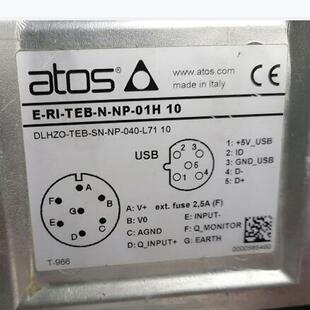 atos®
www.atos.com
made in Italy
CE
E-RI-TEB-N-NP-01H 10
DLHZO-TEB-SN-NP-040-L71 10
USB
1: +5V_USB
2: ID
3: GND_USB
4: D-
5: D+
A
B
C
D
E
F
G
A: V+ ext. fuse 2,5A (F)
B: V0
C: AGND
D: Q_INPUT+
E: INPUT-
F: Q_MONITOR
G: EARTH
T-966